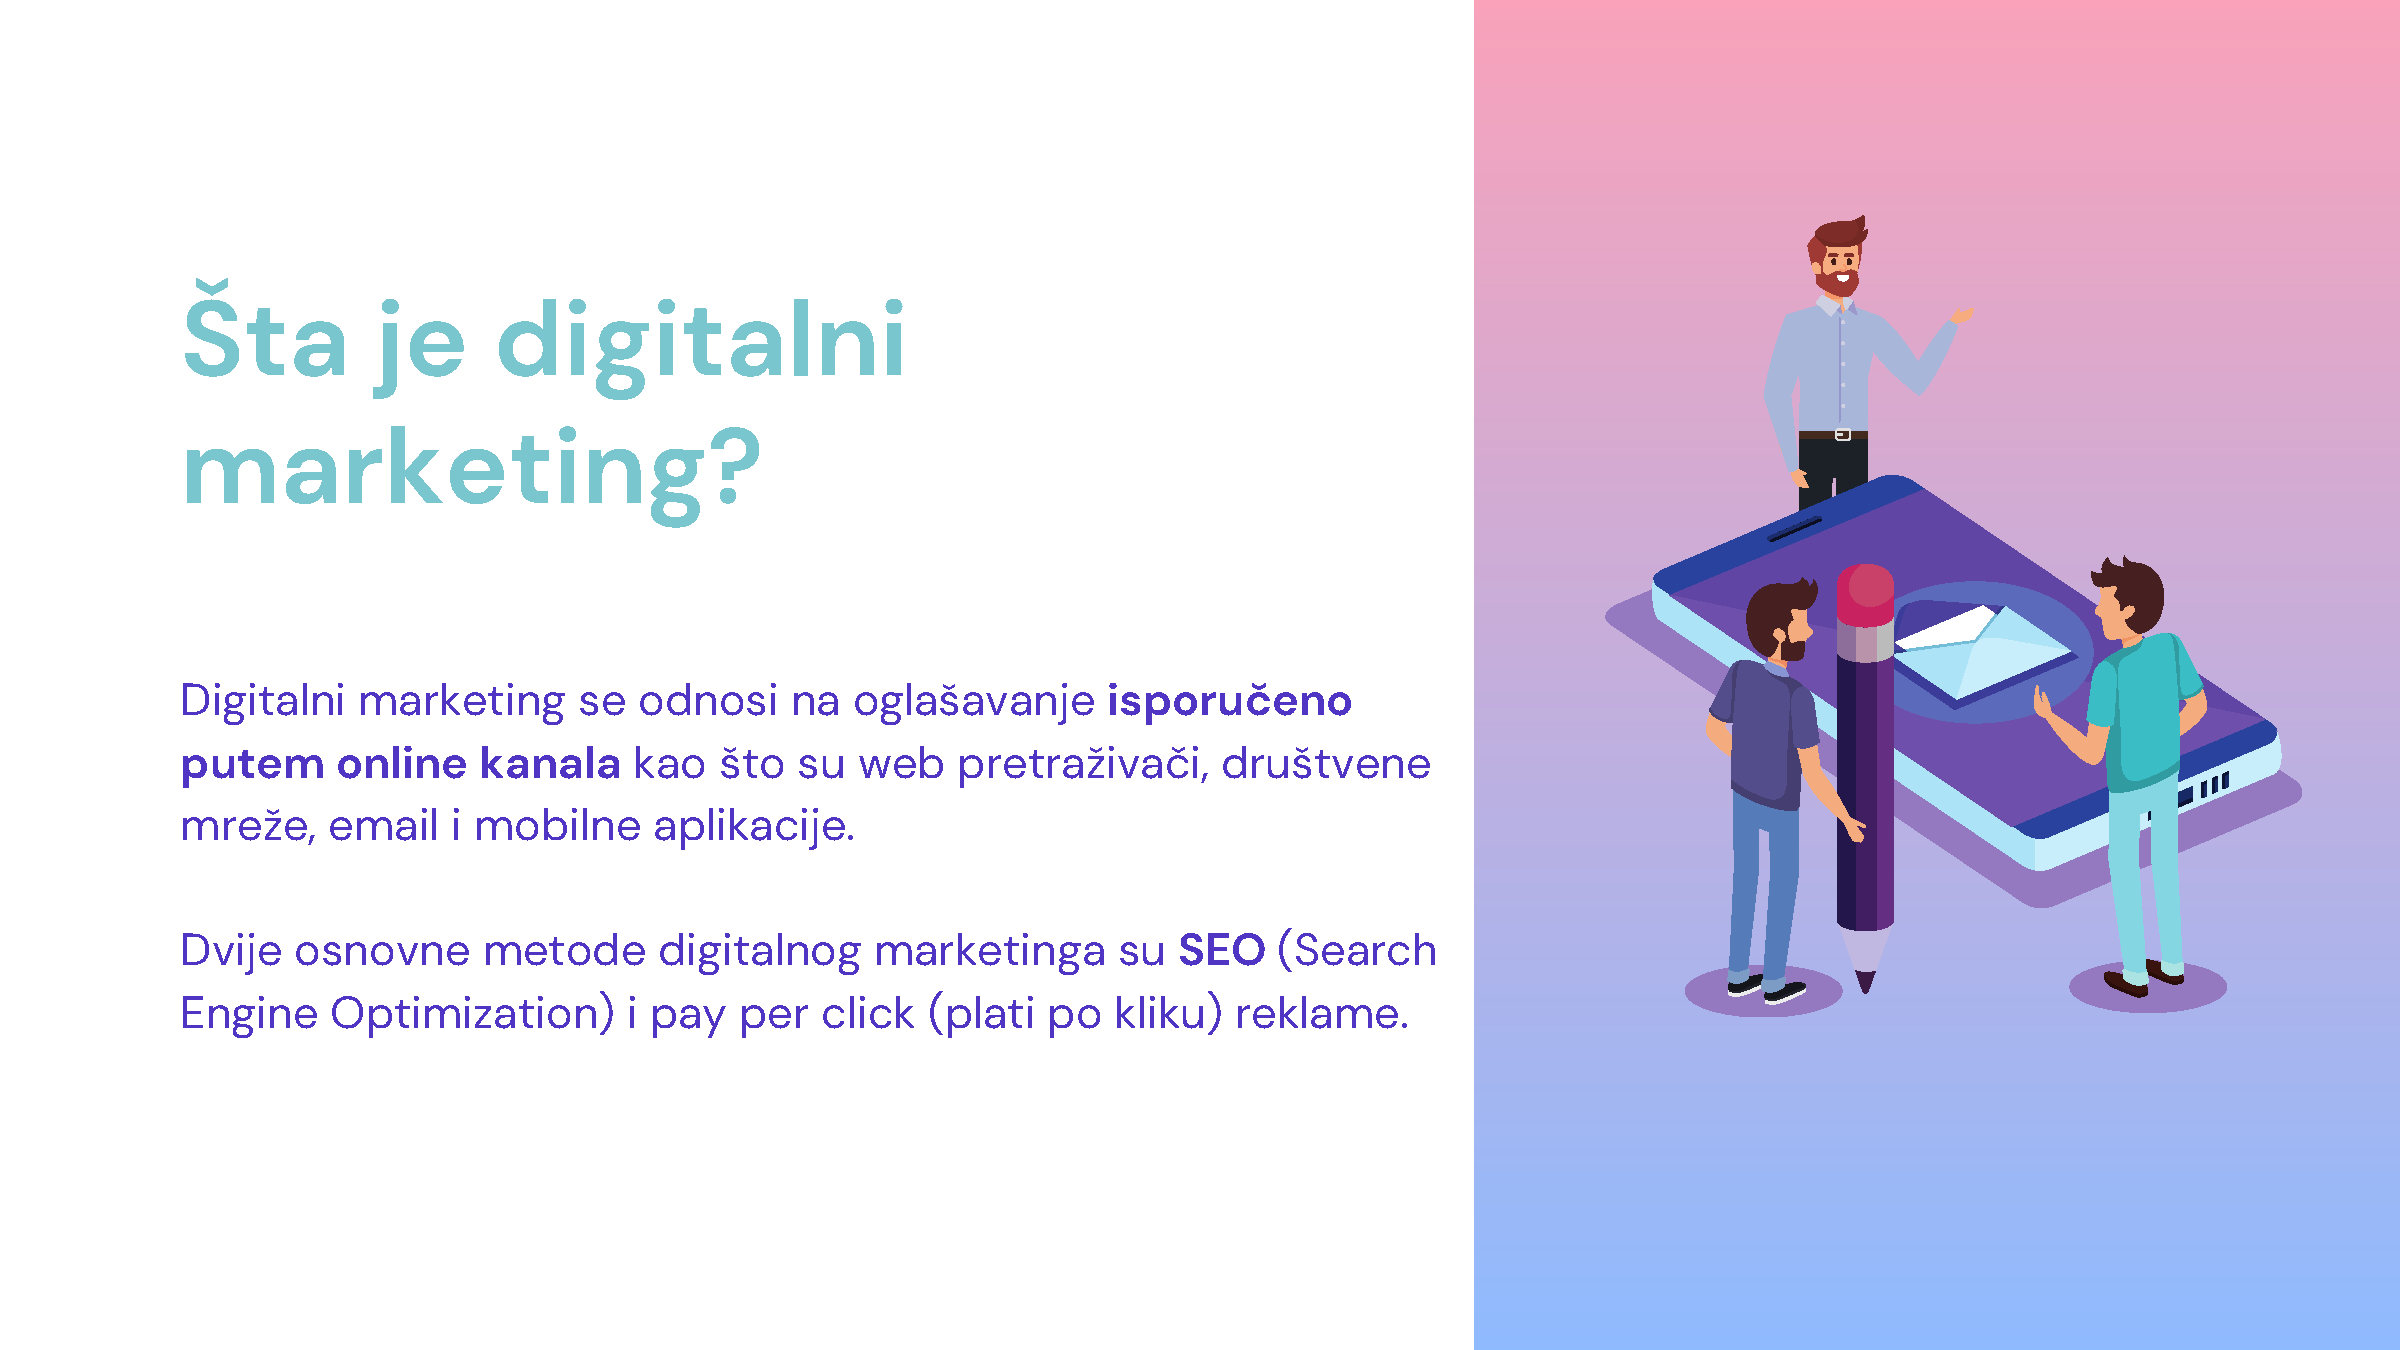 Šta je digitalni
marketing?
Digitalni marketing se odnosi na oglašavanje isporučeno
putem online kanala kao što su web pretraživači, društvene
mreže, email i mobilne aplikacije.
Dvije osnovne metode digitalnog marketinga su SEO (Search
Engine Optimization) i pay per click (plati po kliku) reklame.